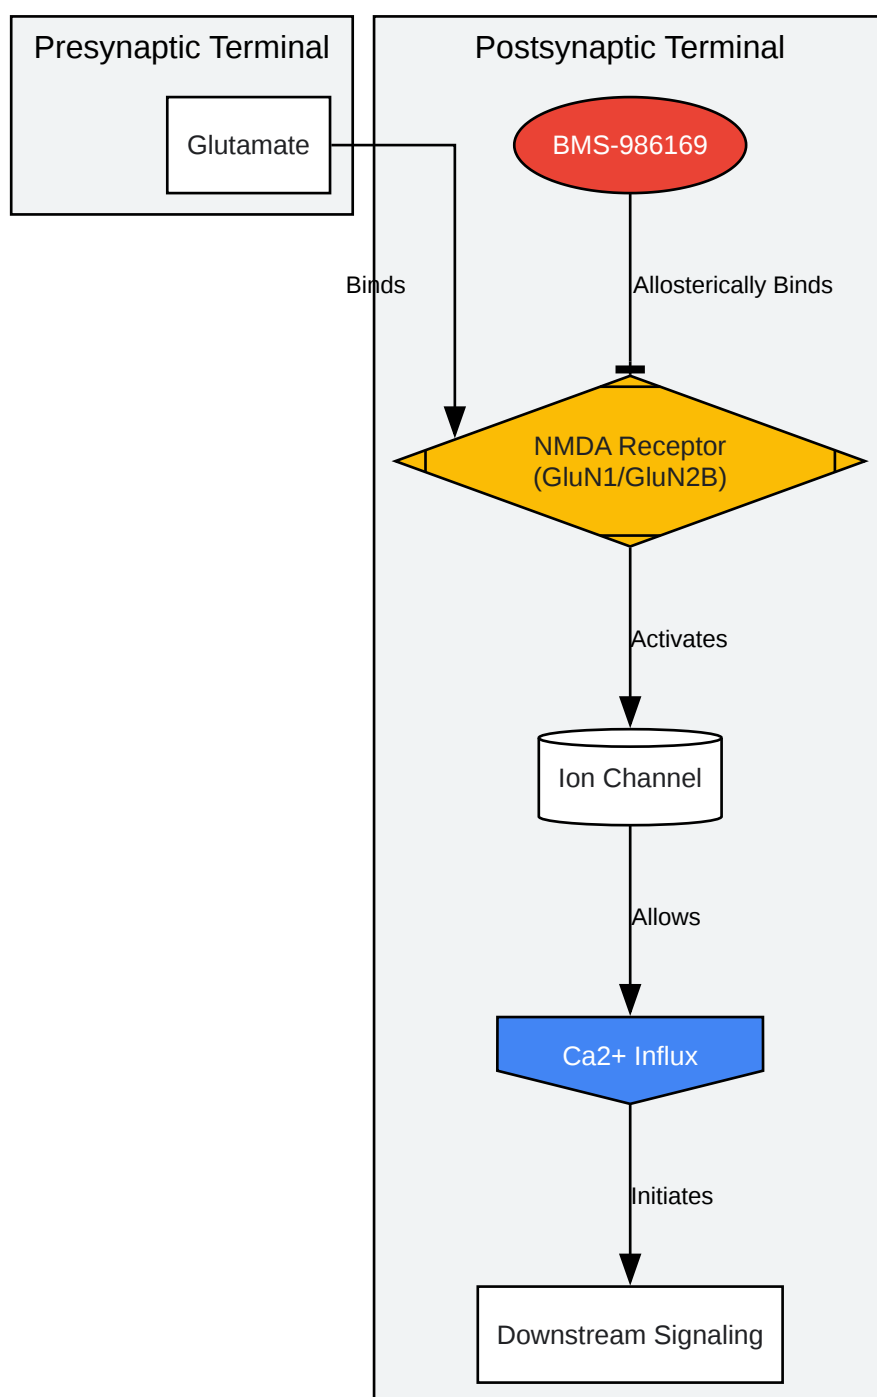 Presynaptic Terminal
Postsynaptic Terminal
Glutamate
BMS-986169
Binds
Allosterically Binds
NMDA Receptor
(GluN1/GluN2B)
Activates
Ion Channel
Allows
Ca2+ Influx
Initiates
Downstream Signaling